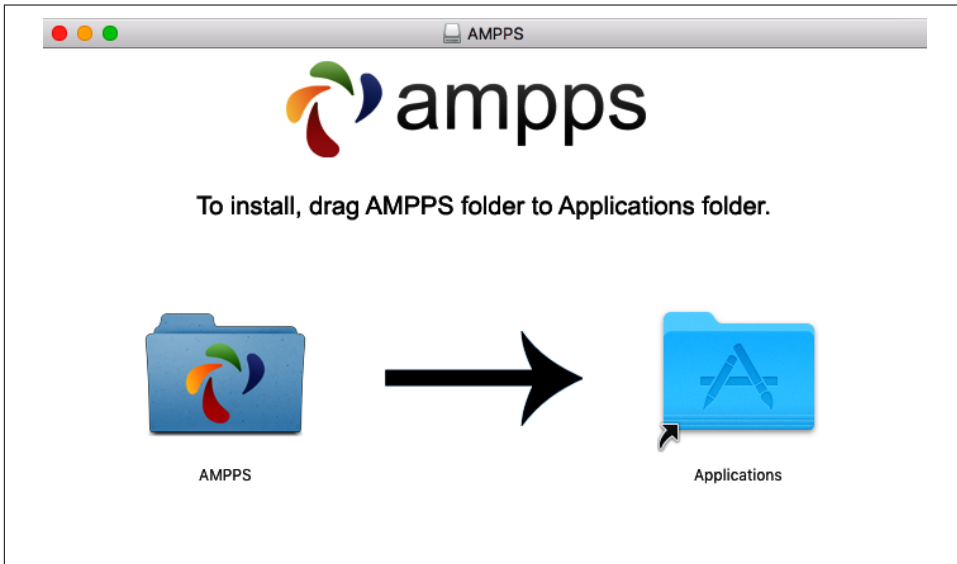 AMPPS
ampps
To install, drag AMPPS folder to Applications folder.
AMPPS
Applications